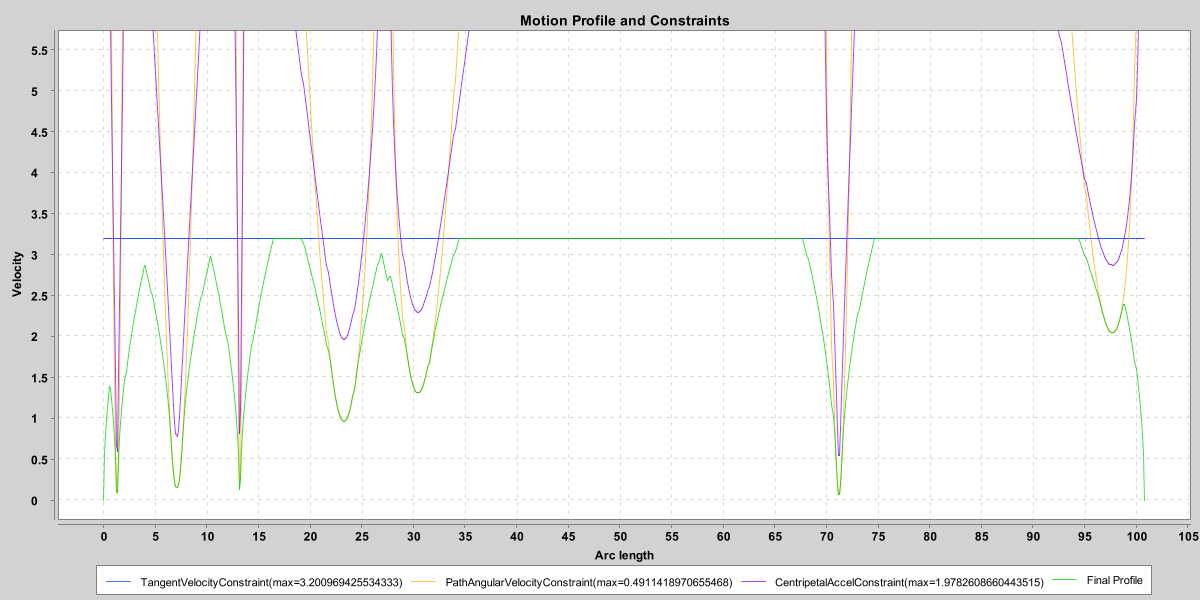 Motion Profile and Constraints
5.5
5
4.5
4
3.5
3
2.5
2
1.5
1
0.5
0
Velocity
0 5 10 15 20 25 30 35 40 45 50 55 60 65 70 75 80 85 90 95 100 105
Arc length
TangentVelocityConstraint(max=3.200969425534333) PathAngularVelocityConstraint(max=0.4911418970655468) CentripetalAccelConstraint(max=1.9782608660443515) Final Profile